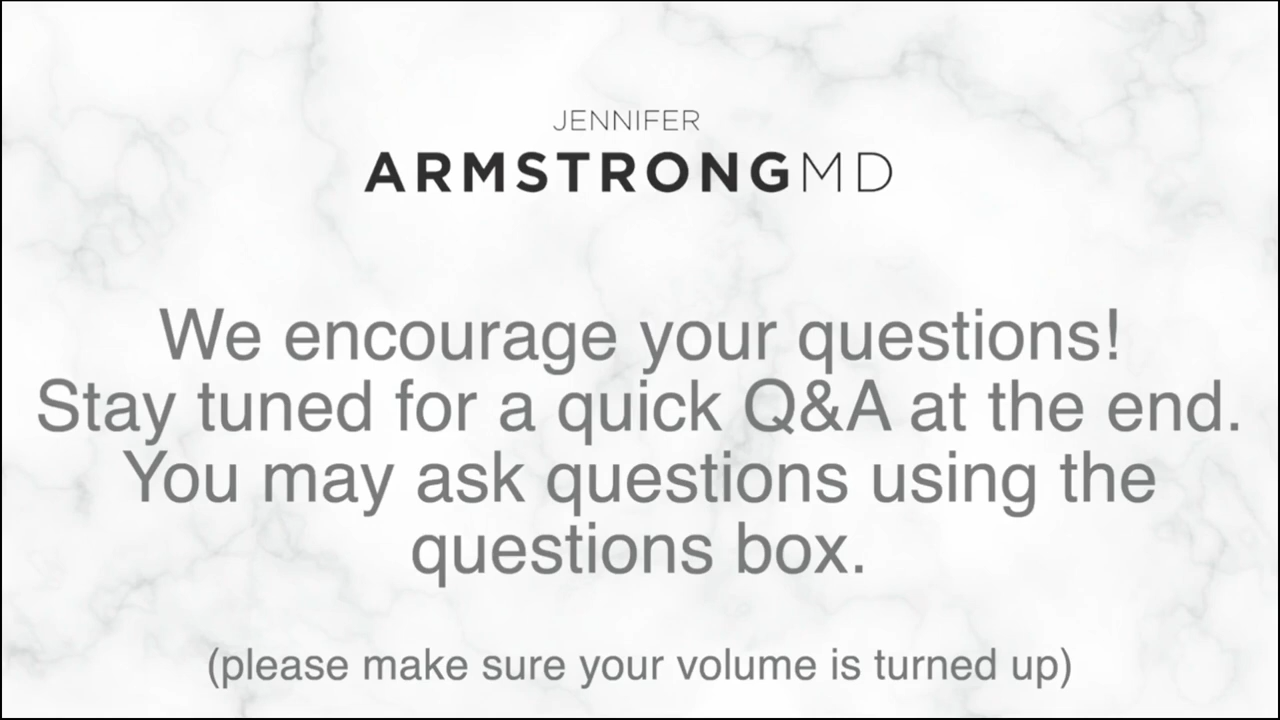 JENNIFER
ARMSTRONGMD
We encourage your questions!
Stay tuned for a quick Q&A at the end.
You may ask questions using the
questions box.
(please make sure your volume is turned up)